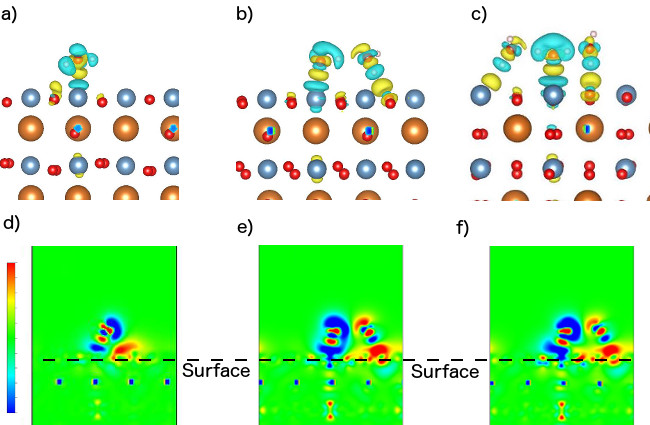 a)
b)
c)
d)
e)
f)
Surface
Surface